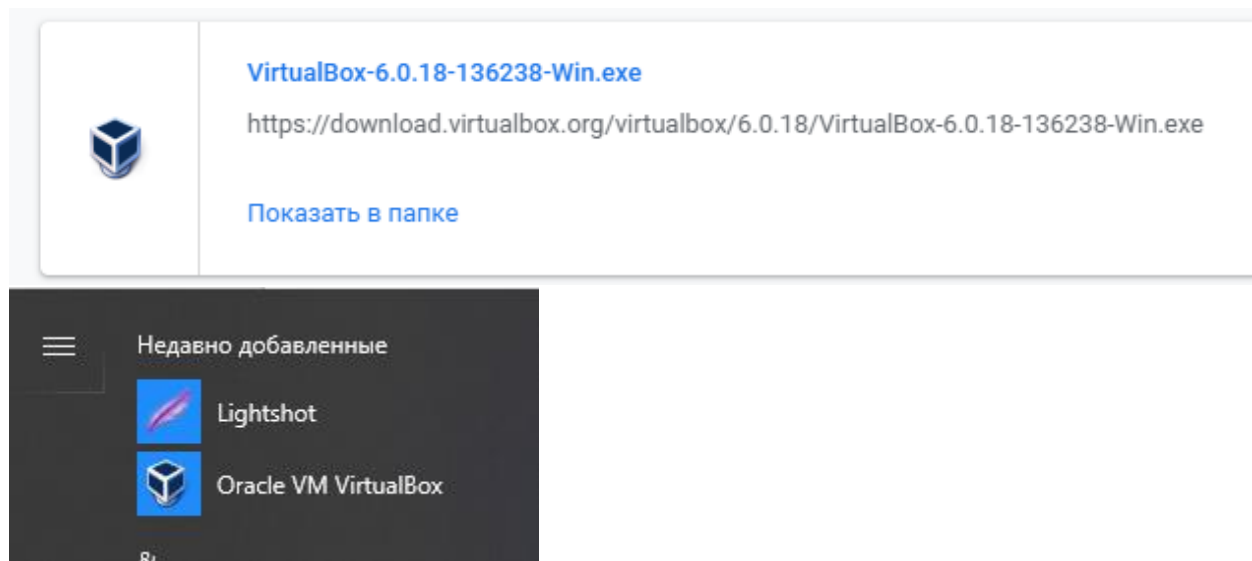 VirtualBox-6.0.18-136238-Win.exe
https://download.virtualbox.org/virtualbox/6.0.18/VirtualBox-6.0.18-136238-Win.exe
Показать в папке
Недавно добавленные
Lightshot
Oracle VM VirtualBox